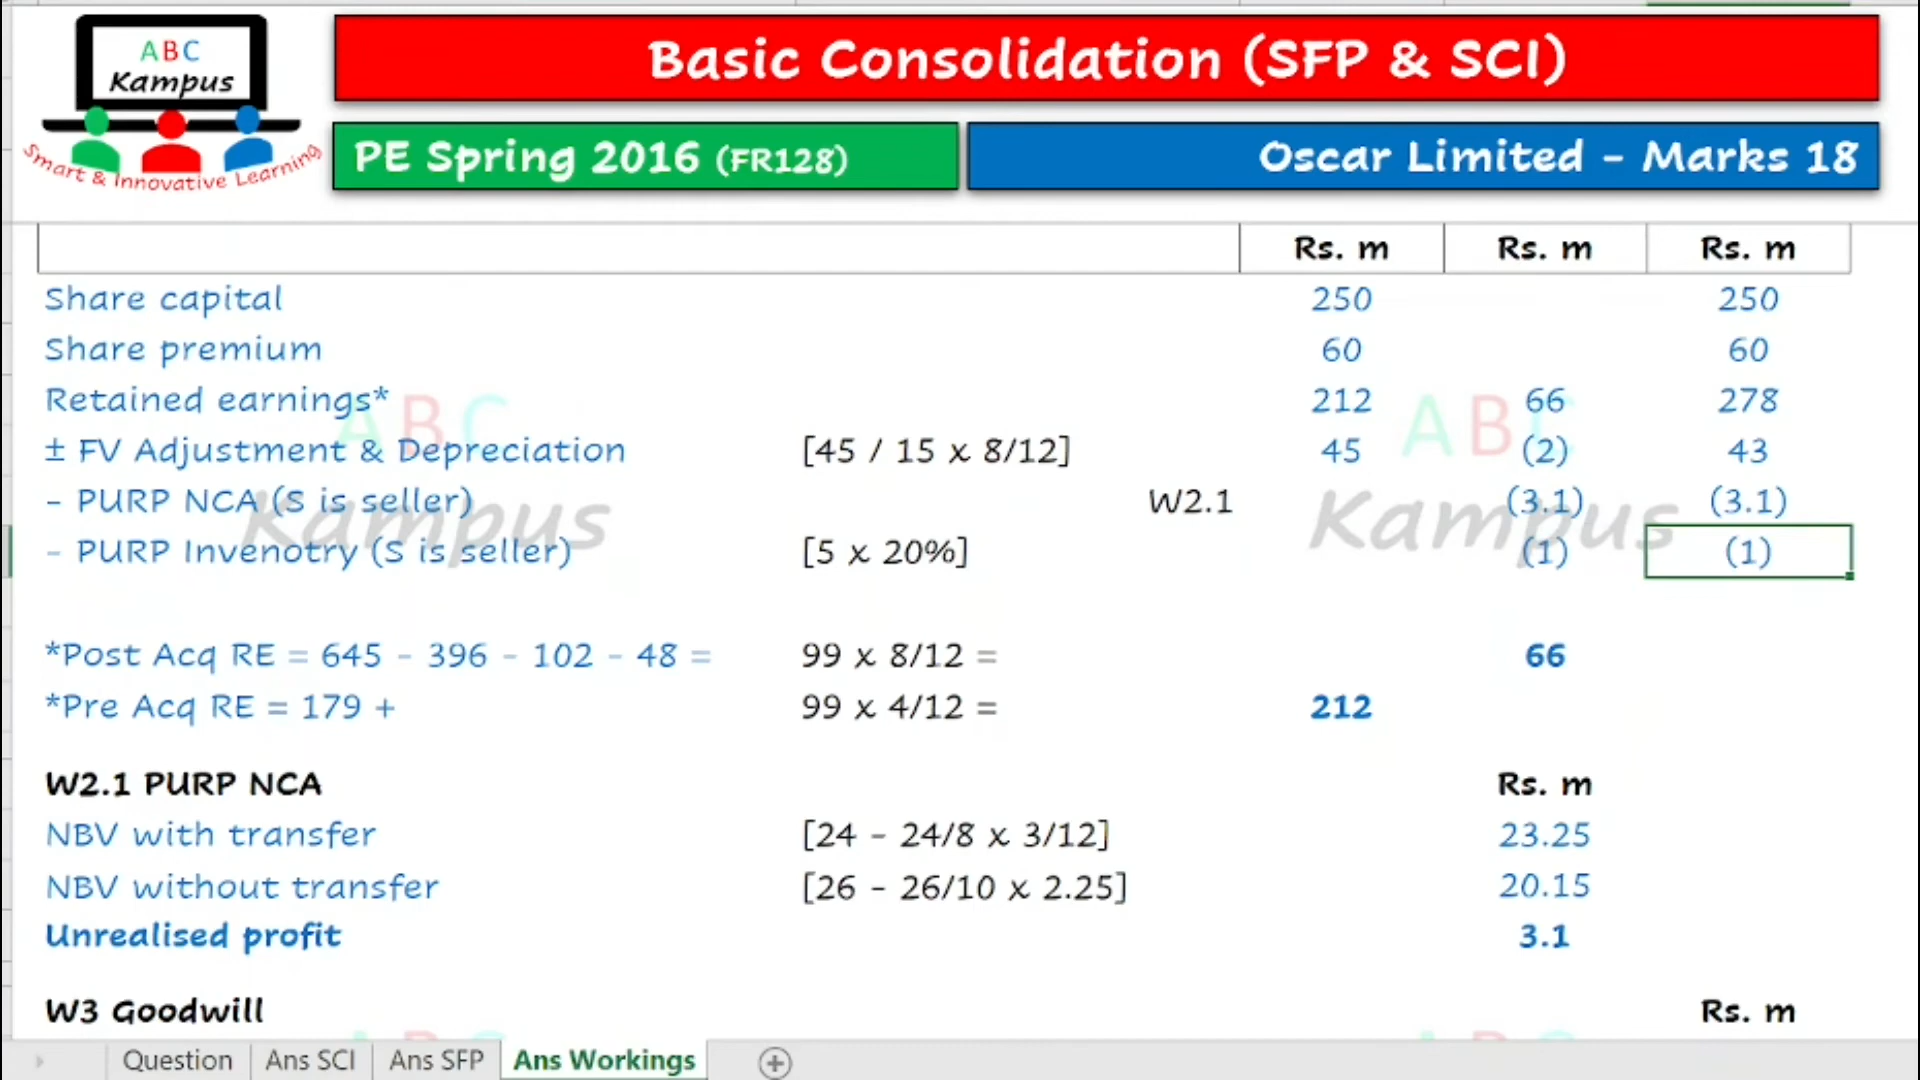 ABC
Kampus
Smart & Innovative Learning
Basic Consolidation (SFP & SCI)
PE Spring 2016 (FR128)
Oscar Limited – Marks 18
Rs. m Rs. m Rs. m
Share capital 250 250
Share premium 60 60
Retained earnings* 212 66 278
± FV Adjustment & Depreciation [45 / 15 x 8/12] 45 (2) 43
- PURP NCA (S is seller) W2.1 (3.1) (3.1)
- PURP Invenotry (S is seller) [5 x 20%] (1) (1)
*Post Acq RE = 645 - 396 - 102 - 48 = 99 x 8/12 = 66
*Pre Acq RE = 179 + 99 x 4/12 = 212
W2.1 PURP NCA Rs. m
NBV with transfer [24 - 24/8 x 3/12] 23.25
NBV without transfer [26 - 26/10 x 2.25] 20.15
Unrealised profit 3.1
W3 Goodwill Rs. m
ABC Kampus
ABC Kampus
Question Ans SCI Ans SFP Ans Workings